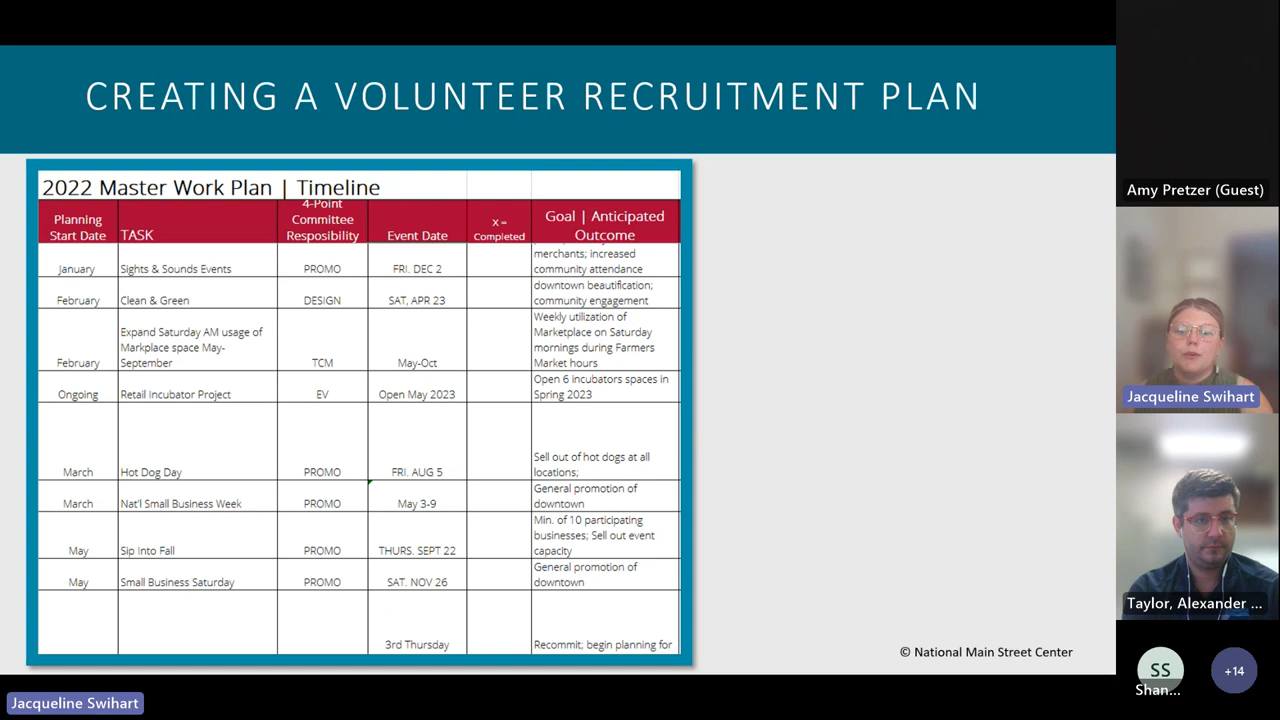 CREATING A VOLUNTEER RECRUITMENT PLAN
2022 Master Work Plan | Timeline
Planning
Start Date
TASK
4-Point
Committee
Resposibility
Event Date
x =
Completed
Goal | Anticipated
Outcome
January
Sights & Sounds Events
PROMO
FRI. DEC 2
merchants; increased
community attendance
February
Clean & Green
DESIGN
SAT, APR 23
downtown beautification;
community engagement
February
Expand Saturday AM usage of
Markplace space May-
September
TCM
May-Oct
Weekly utilization of
Marketplace on Saturday
mornings during Farmers
Market hours
Ongoing
Retail Incubator Project
EV
Open May 2023
Open 6 incubators spaces in
Spring 2023
March
Hot Dog Day
PROMO
FRI. AUG 5
Sell out of hot dogs at all
locations;
March
Nat'l Small Business Week
PROMO
May 3-9
General promotion of
downtown
May
Sip Into Fall
PROMO
THURS. SEPT 22
Min. of 10 participating
businesses; Sell out event
capacity
May
Small Business Saturday
PROMO
SAT. NOV 26
General promotion of
downtown
3rd Thursday
Recommit; begin planning for
© National Main Street Center
Amy Pretzer (Guest)
Jacqueline Swihart
Taylor, Alexander ...
SS
Shan...
+14
Jacqueline Swihart